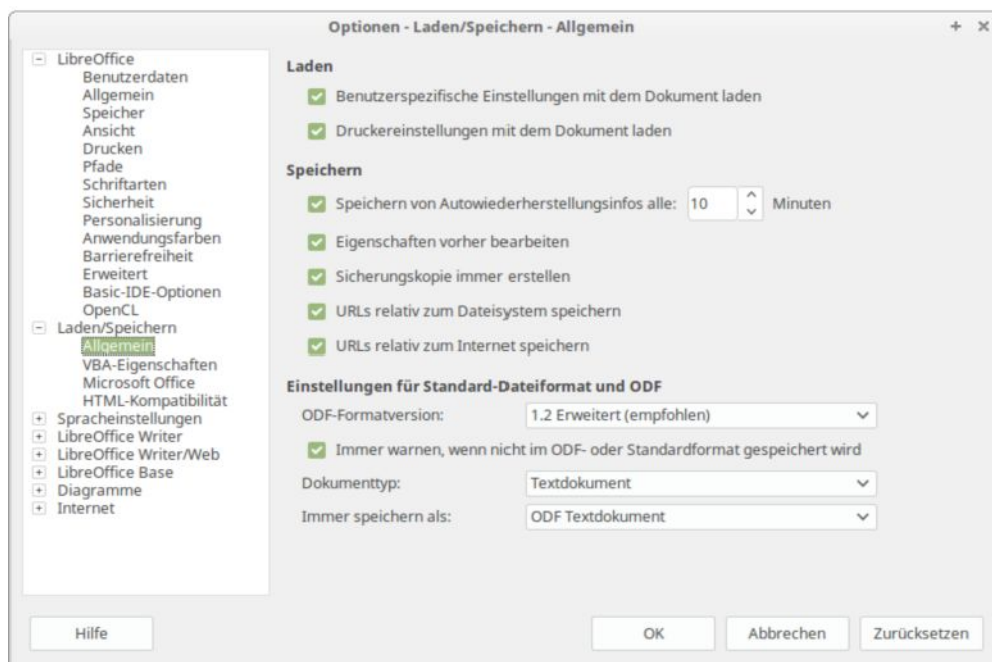 Optionen - Laden/Speichern - Allgemein
LibreOffice
Benutzerdaten
Allgemein
Speicher
Ansicht
Drucken
Pfade
Schriftarten
Sicherheit
Personalisierung
Anwendungsfarben
Barrierefreiheit
Erweitert
Basic-IDE-Optionen
OpenCL
Laden/Speichern
Allgemein
VBA-Eigenschaften
Microsoft Office
HTML-Kompatibilität
Spracheinstellungen
LibreOffice Writer
LibreOffice Writer/Web
LibreOffice Base
Diagramme
Internet
Laden
Benutzerspezifische Einstellungen mit dem Dokument laden
Druckereinstellungen mit dem Dokument laden
Speichern
Speichern von Autowiederherstellungsinfos alle: 10 Minuten
Eigenschaften vorher bearbeiten
Sicherungskopie immer erstellen
URLs relativ zum Dateisystem speichern
URLs relativ zum Internet speichern
Einstellungen für Standard-Dateiformat und ODF
ODF-Formatversion: 1.2 Erweitert (empfohlen)
Immer warnen, wenn nicht im ODF- oder Standardformat gespeichert wird
Dokumenttyp: Textdokument
Immer speichern als: ODF Textdokument
Hilfe OK Abbrechen Zurücksetzen